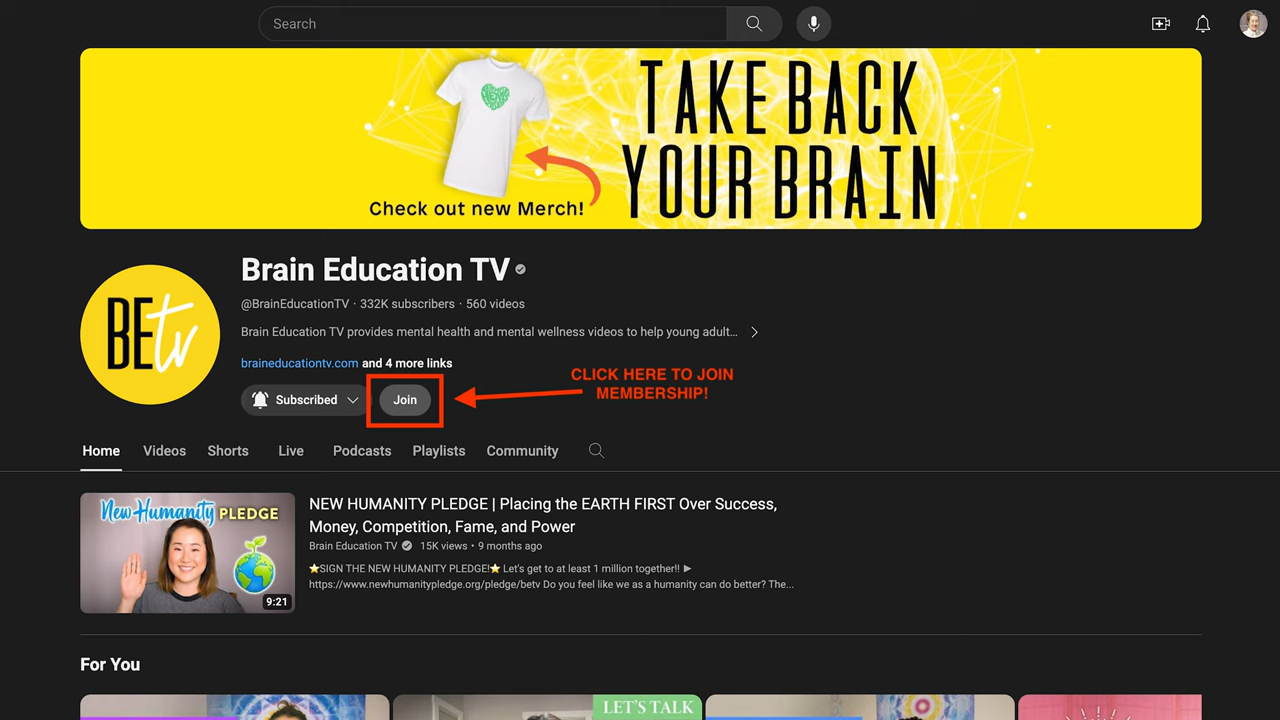 Search
TAKE BACK
YOUR BRAIN
Check out new Merch!
BEtv
Brain Education TV
@BrainEducationTV · 332K subscribers · 560 videos
Brain Education TV provides mental health and mental wellness videos to help young adult...
braineducationtv.com and 4 more links
Subscribed
Join
CLICK HERE TO JOIN
MEMBERSHIP!
Home Videos Shorts Live Podcasts Playlists Community
New Humanity PLEDGE
9:21
NEW HUMANITY PLEDGE | Placing the EARTH FIRST Over Success,
Money, Competition, Fame, and Power
Brain Education TV 15K views • 9 months ago
⭐SIGN THE NEW HUMANITY PLEDGE!⭐ Let's get to at least 1 million together!! ►
https://www.newhumanitypledge.org/pledge/betv Do you feel like we as a humanity can do better? The...
For You
LET'S TALK